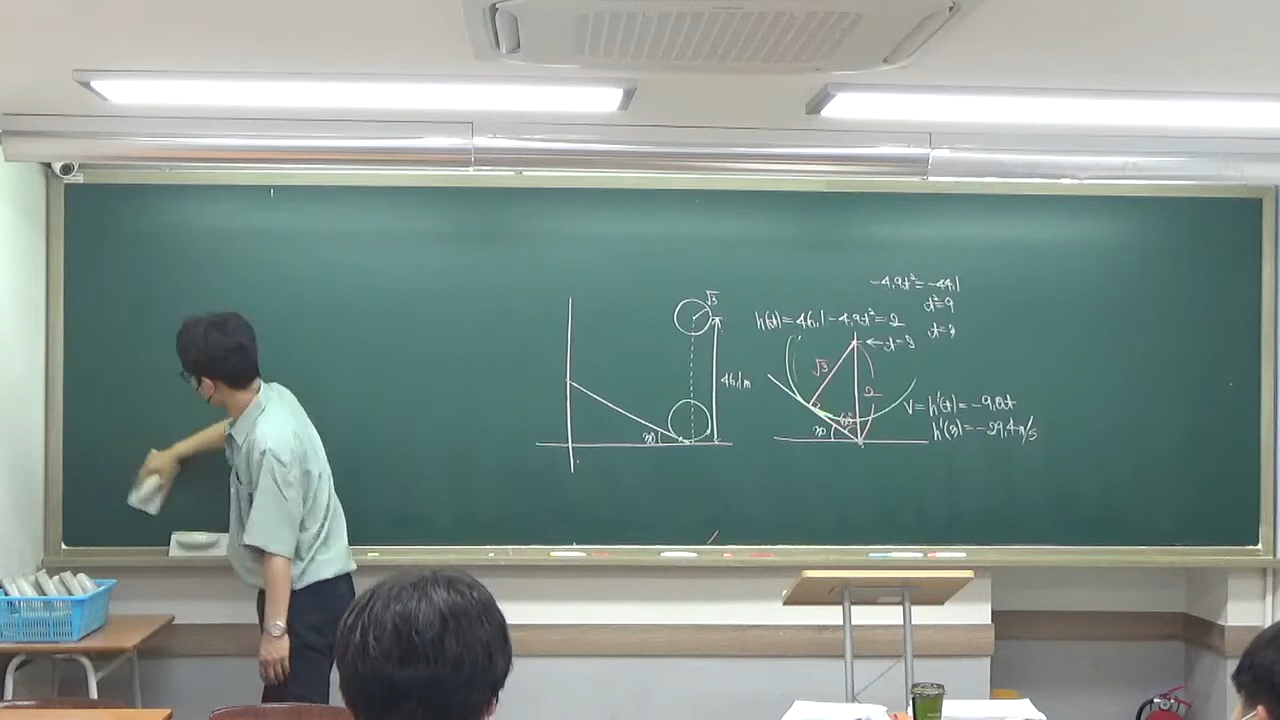 √3
46.1m
30°
-4.9t²=-44.1
t²=9
t=3
h(t)=46.1-4.9t²=2
←t=3
√3
2
60°
30
V=h'(t)=-9.8t
h'(3)=-29.4m/s